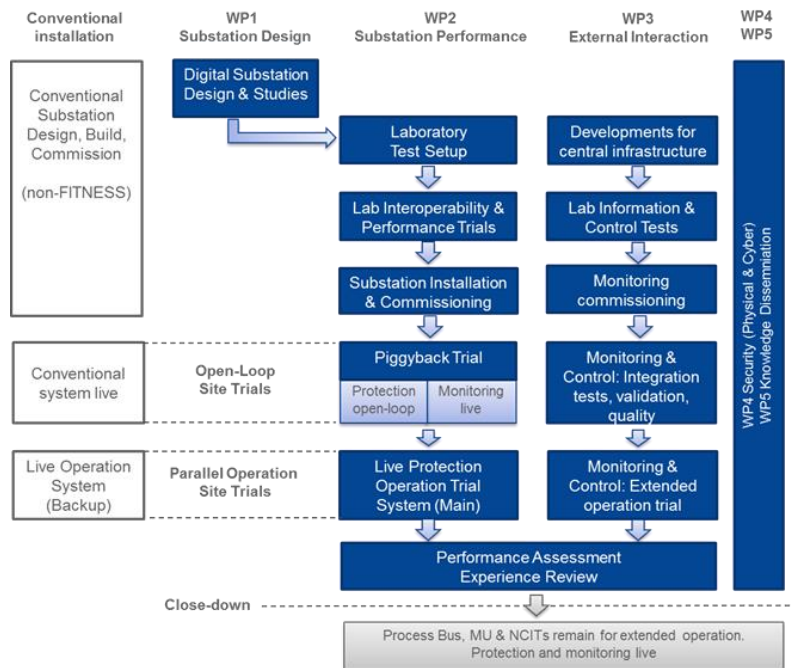 Conventional
installation
WP1
Substation Design
WP2
Substation Performance
WP3
External Interaction
WP4
WP5
Conventional
Substation
Design, Build,
Commission
(non-FITNESS)
Digital Substation
Design & Studies
Laboratory
Test Setup
Developments for
central infrastructure
Lab Interoperability &
Performance Trials
Lab Information &
Control Tests
Substation Installation
& Commissioning
Monitoring
commissioning
Conventional
system live
Open-Loop
Site Trials
Piggyback Trial
Protection
open-loop
Monitoring
live
Monitoring &
Control: Integration
tests, validation,
quality
Live Operation
System
(Backup)
Parallel Operation
Site Trials
Live Protection
Operation Trial
System (Main)
Monitoring &
Control: Extended
operation trial
Performance Assessment
Experience Review
WP4 Security (Physical & Cyber)
WP5 Knowledge Dissemniation
Close-down
Process Bus, MU & NCITs remain for extended operation.
Protection and monitoring live